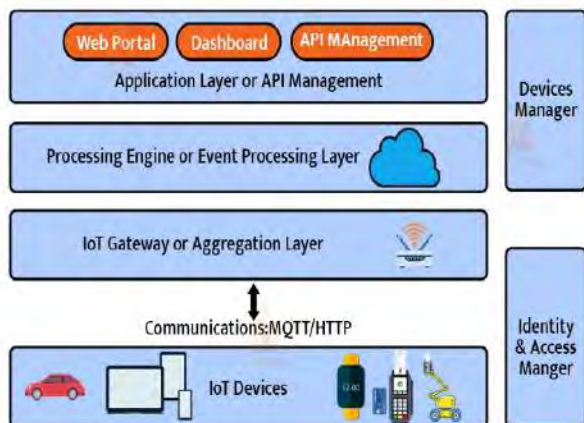 Web Portal
Dashboard
API MAnagement
Application Layer or API Management
Devices
Manager
Processing Engine or Event Processing Layer
IoT Gateway or Aggregation Layer
Communications:MQTT/HTTP
Identity
& Access
Manger
IoT Devices